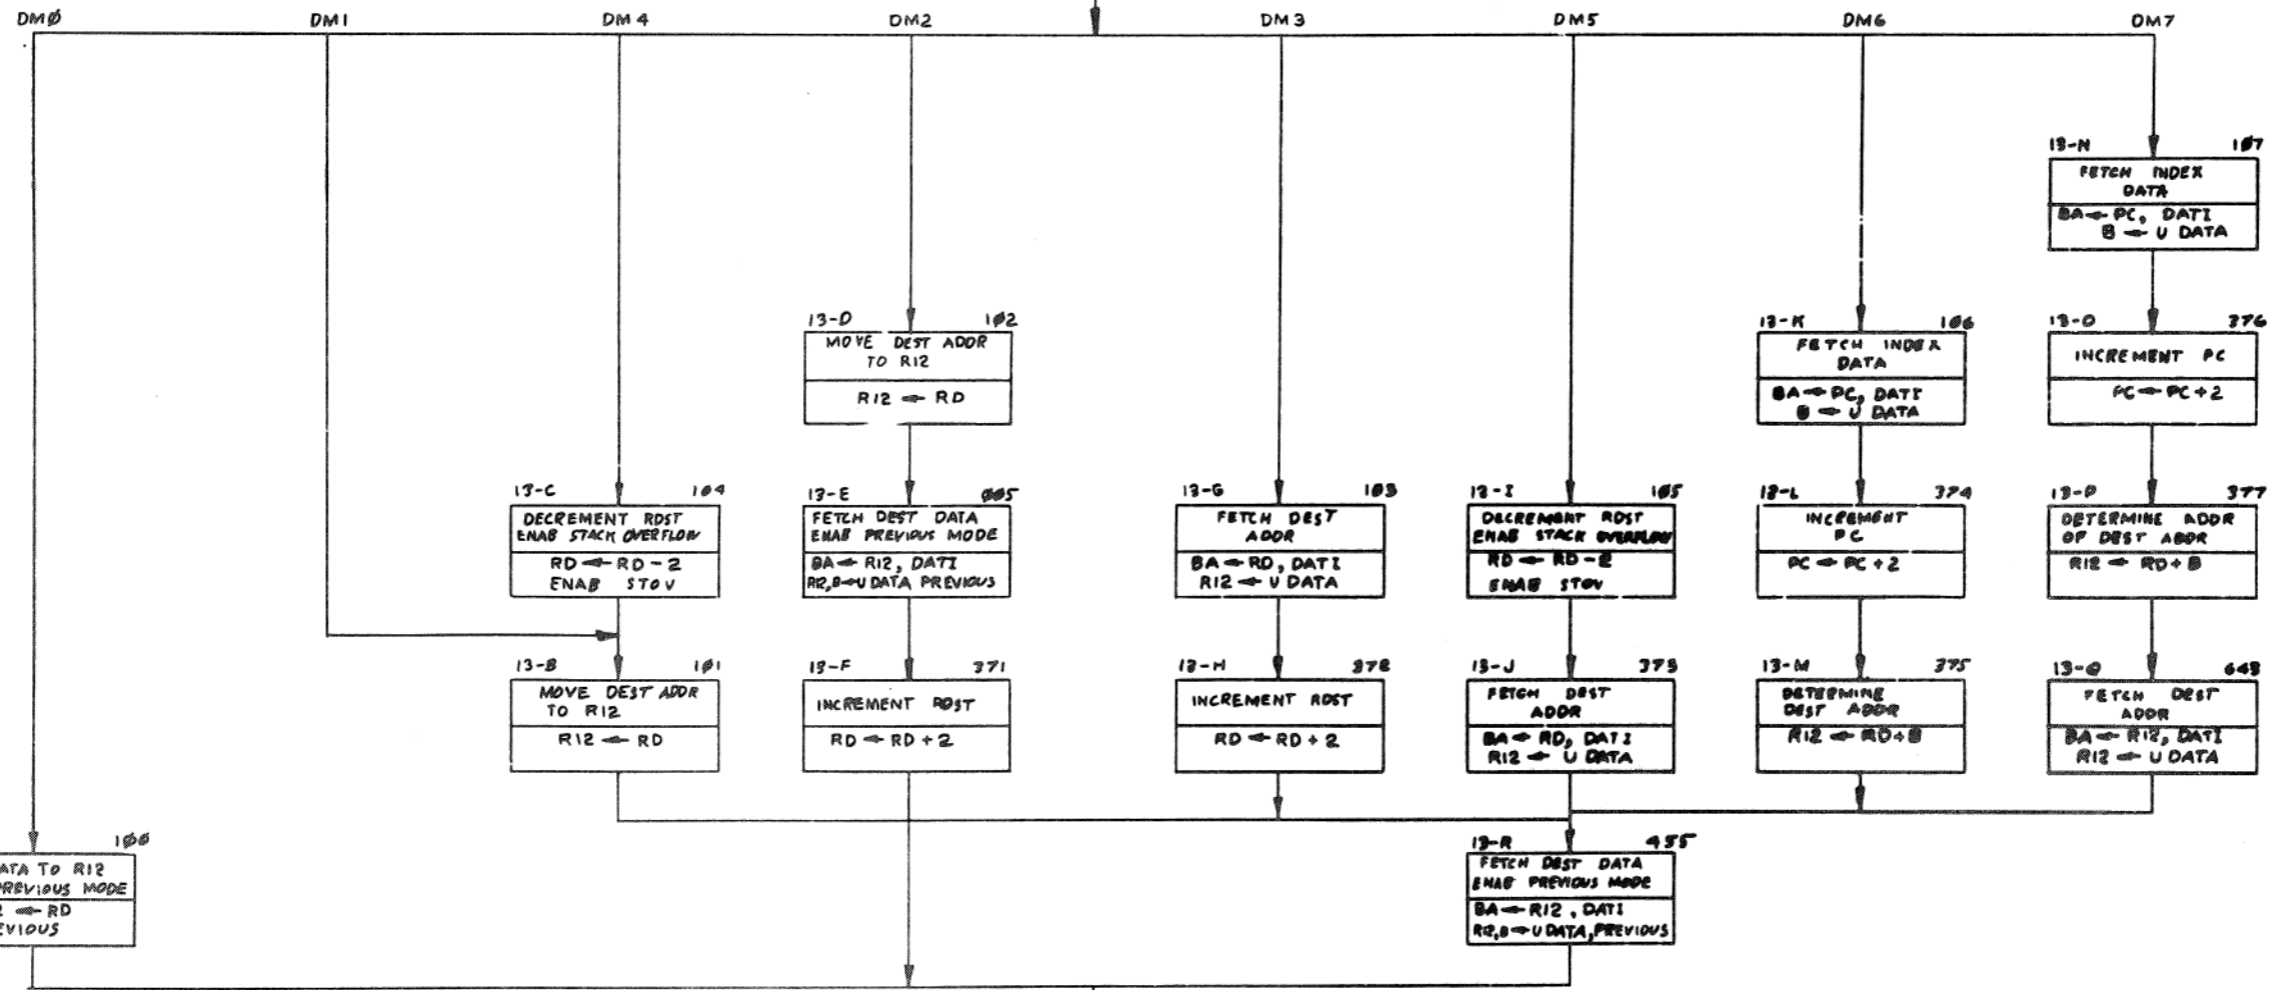 DMØ DM1 DM4 DM2 DM3 DM5 DM6 DM7
13-N 1Ø7
FETCH INDEX
DATA
BA←PC, DATI
B←U DATA
13-D 1Ø2
MOVE DEST ADDR
TO R12
R12←RD
13-K 1Ø6
FETCH INDEX
DATA
BA←PC, DATI
B←U DATA
13-O 376
INCREMENT PC
PC←PC+2
13-C 1Ø4
DECREMENT RDST
ENAB STACK OVERFLOW
RD←RD-2
ENAB STOV
13-E ØØ5
FETCH DEST DATA
ENAB PREVIOUS MODE
BA←R12, DATI
R12,B←U DATA PREVIOUS
13-G 1Ø3
FETCH DEST
ADDR
BA←RD, DATI
R12←U DATA
13-I 1Ø5
DECREMENT RDST
ENAB STACK OVERFLOW
RD←RD-2
ENAB STOV
13-L 374
INCREMENT
PC
PC←PC+2
13-P 377
DETERMINE ADDR
OF DEST ADDR
R12←RD+B
13-B 1Ø1
MOVE DEST ADDR
TO R12
R12←RD
13-F 371
INCREMENT RDST
RD←RD+2
13-H 372
INCREMENT RDST
RD←RD+2
13-J 373
FETCH DEST
ADDR
BA←RD, DATI
R12←U DATA
13-M 375
DETERMINE
DEST ADDR
R12←RD+B
13-Q 643
FETCH DEST
ADDR
BA←R12, DATI
R12←U DATA
1ØØ
ATA TO R12
PREVIOUS MODE
2←RD
EVIOUS
13-R 455
FETCH DEST DATA
ENAB PREVIOUS MODE
BA←R12, DATI
R12,B←U DATA, PREVIOUS